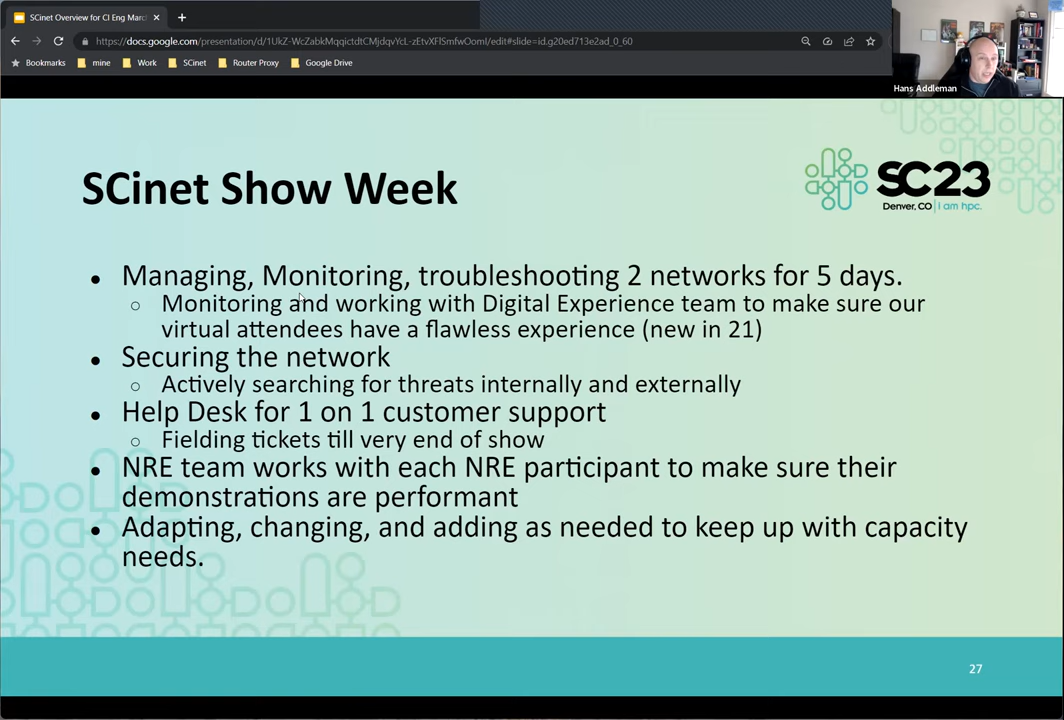 SCinet Overview for CI Eng Marc
https://docs.google.com/presentation/d/1UkZ-WcZabkMqqictdtCMjdqvYcL-zEtvXFlSmfwOomI/edit#slide=id.g20ed713e2ad_0_60
Bookmarks mine Work SCinet Router Proxy Google Drive
Hans Addleman
SCinet Show Week
SC23
Denver, CO | I am hpc.
● Managing, Monitoring, troubleshooting 2 networks for 5 days.
○ Monitoring and working with Digital Experience team to make sure our
virtual attendees have a flawless experience (new in 21)
● Securing the network
○ Actively searching for threats internally and externally
● Help Desk for 1 on 1 customer support
○ Fielding tickets till very end of show
● NRE team works with each NRE participant to make sure their
demonstrations are performant
● Adapting, changing, and adding as needed to keep up with capacity
needs.
27